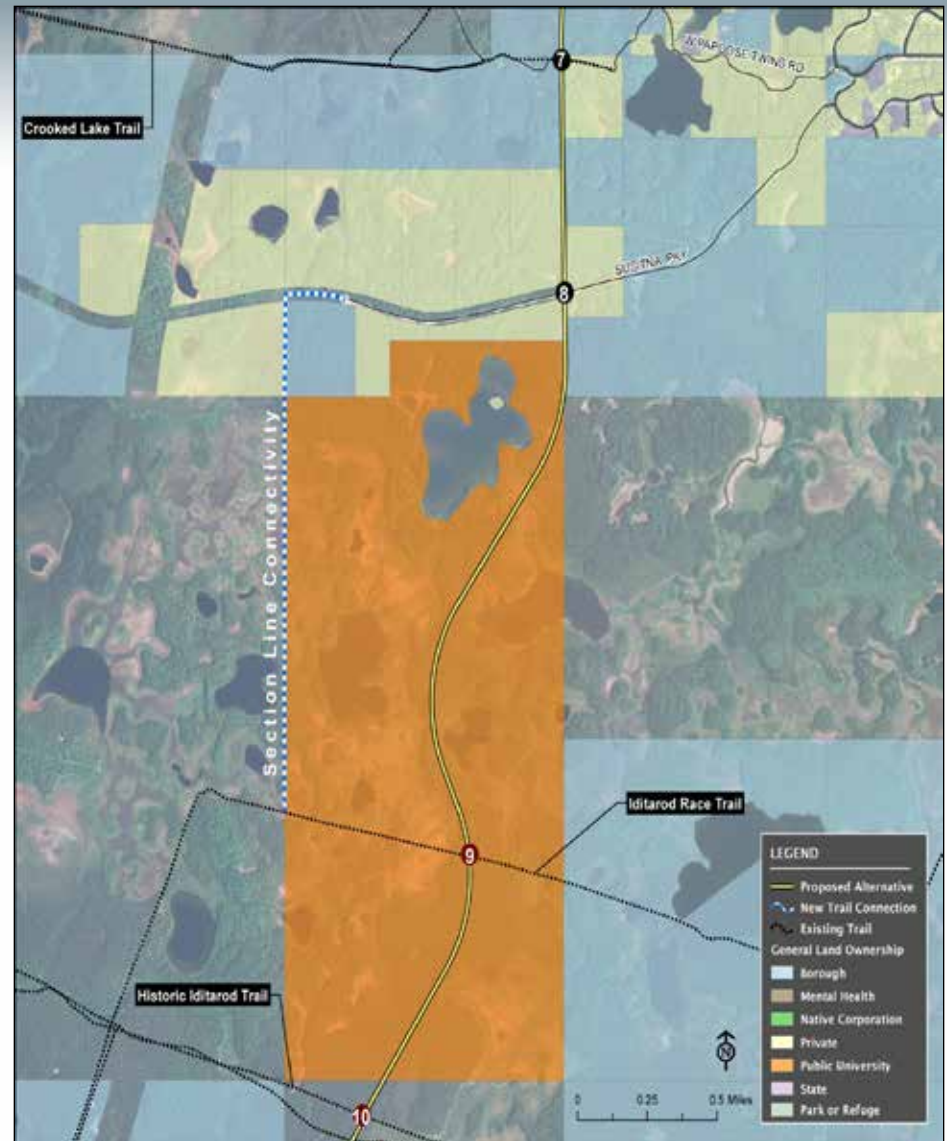 7
W PAPOOSE TWINS RD
Crooked Lake Trail
SUSITNA PKY
8
Section Line Connectivity
Iditarod Race Trail
9
Historic Iditarod Trail
10
N
0 0.25 0.5 Miles
LEGEND
Proposed Alternative
New Trail Connection
Existing Trail
General Land Ownership
Borough
Mental Health
Native Corporation
Private
Public University
State
Park or Refuge